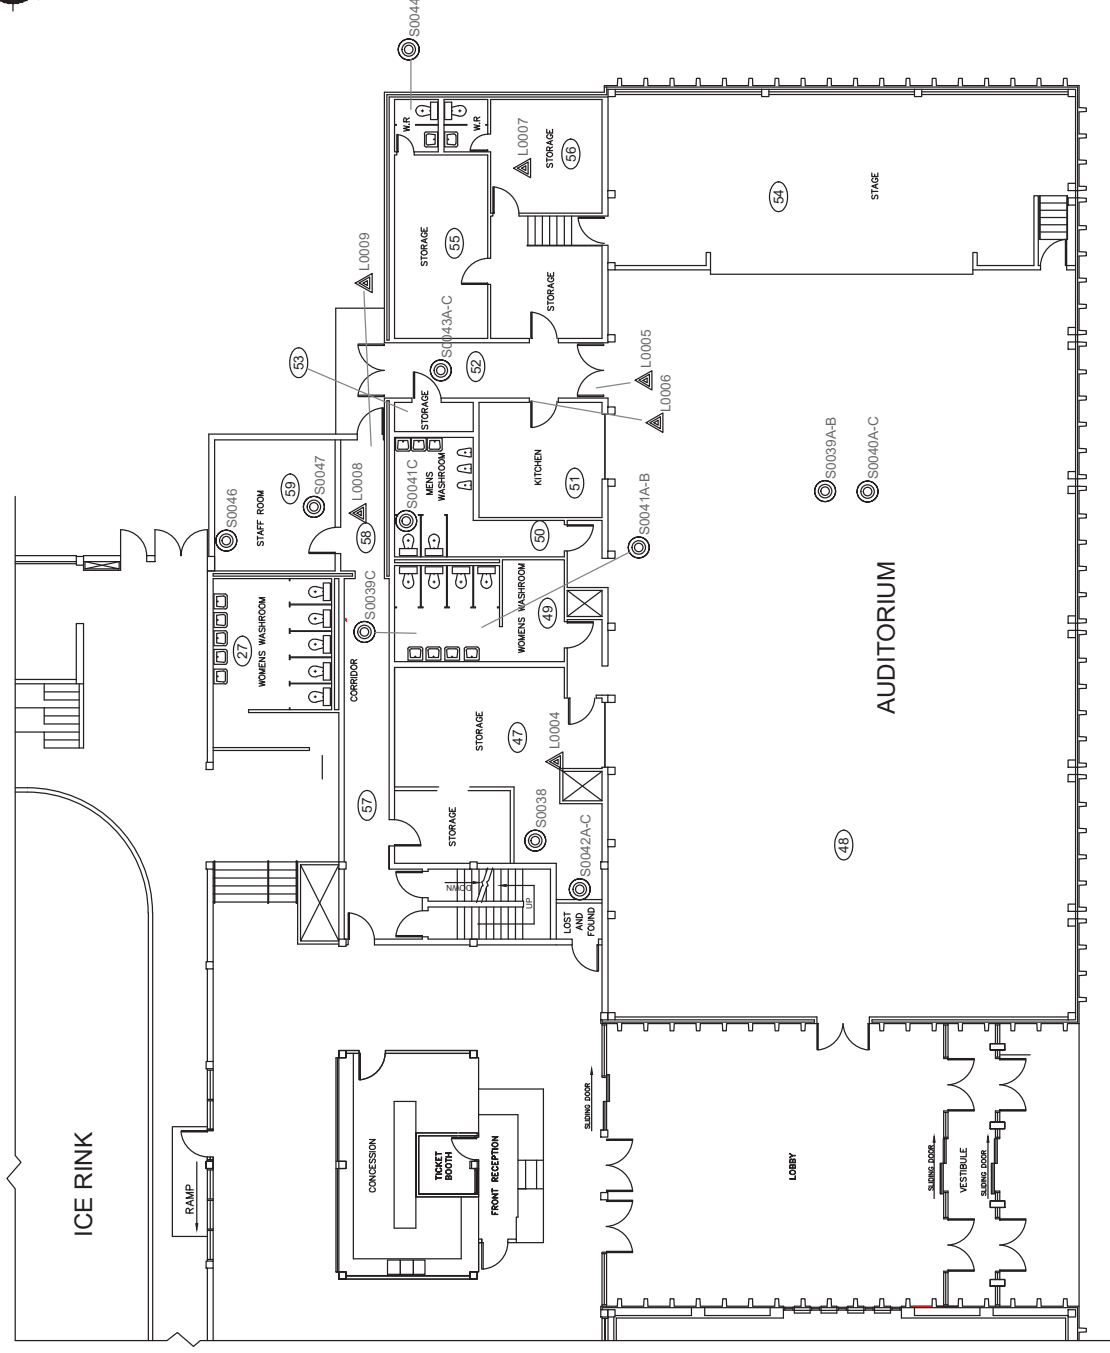 S0044
W.R
W.R
L0007
STORAGE
56
54
STAGE
STORAGE
55
L0009
STORAGE
S0043A-C
53
52
L0005
L0006
STORAGE
KITCHEN
51
MENS
WASHROOM
S0041C
S0039A-B
S0040A-C
S0046
STAFF ROOM
59
S0047
L0008
58
50
S0041A-B
S0039C
WOMENS WASHROOM
49
27
WOMENS WASHROOM
CORRIDOR
AUDITORIUM
STORAGE
47
L0004
57
STORAGE
S0038
S0042A-C
48
DOWN
UP
LOST
AND
FOUND
SLIDING DOOR
ICE RINK
RAMP
CONCESSION
TICKET
BOOTH
FRONT RECEPTION
LOBBY
SLIDING DOOR
VESTIBULE
SLIDING DOOR